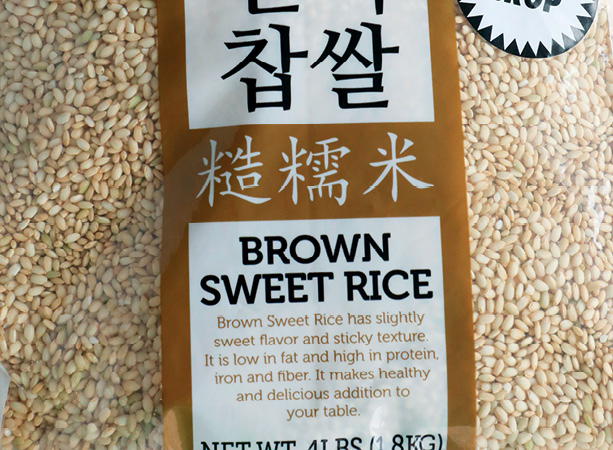 찹쌀
糙糯米
BROWN
SWEET RICE
Brown Sweet Rice has slightly
sweet flavor and sticky texture.
It is low in fat and high in protein,
iron and fiber. It makes healthy
and delicious addition to
your table.
NET WT. 4LBS (1.8KG)